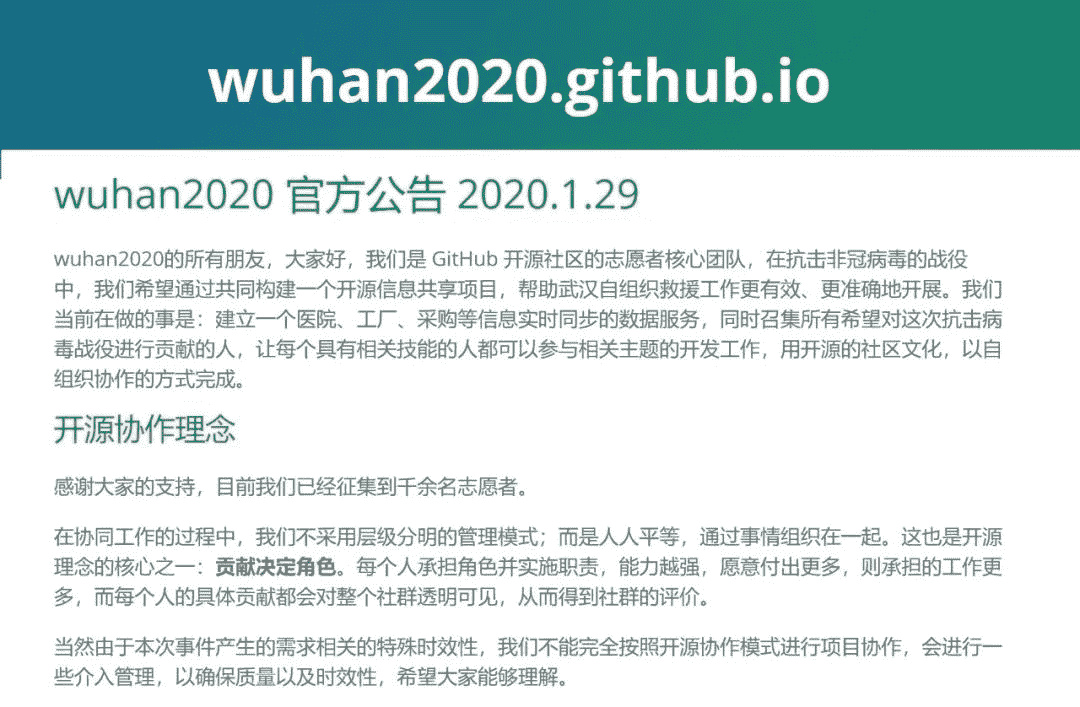 wuhan2020.github.io
wuhan2020 官方公告 2020.1.29
wuhan2020的所有朋友，大家好，我们是 GitHub 开源社区的志愿者核心团队，在抗击非冠病毒的战役
中，我们希望通过共同构建一个开源信息共享项目，帮助武汉自组织救援工作更有效、更准确地开展。我们
当前在做的事是：建立一个医院、工厂、采购等信息实时同步的数据服务，同时召集所有希望对这次抗击病
毒战役进行贡献的人，让每个具有相关技能的人都可以参与相关主题的开发工作，用开源的社区文化，以自
组织协作的方式完成。
开源协作理念
感谢大家的支持，目前我们已经征集到千余名志愿者。
在协同工作的过程中，我们不采用层级分明的管理模式；而是人人平等，通过事情组织在一起。这也是开源
理念的核心之一：贡献决定角色。每个人承担角色并实施职责，能力越强，愿意付出更多，则承担的工作更
多，而每个人的具体贡献都会对整个社群透明可见，从而得到社群的评价。
当然由于本次事件产生的需求相关的特殊时效性，我们不能完全按照开源协作模式进行项目协作，会进行一
些介入管理，以确保质量以及时效性，希望大家能够理解。